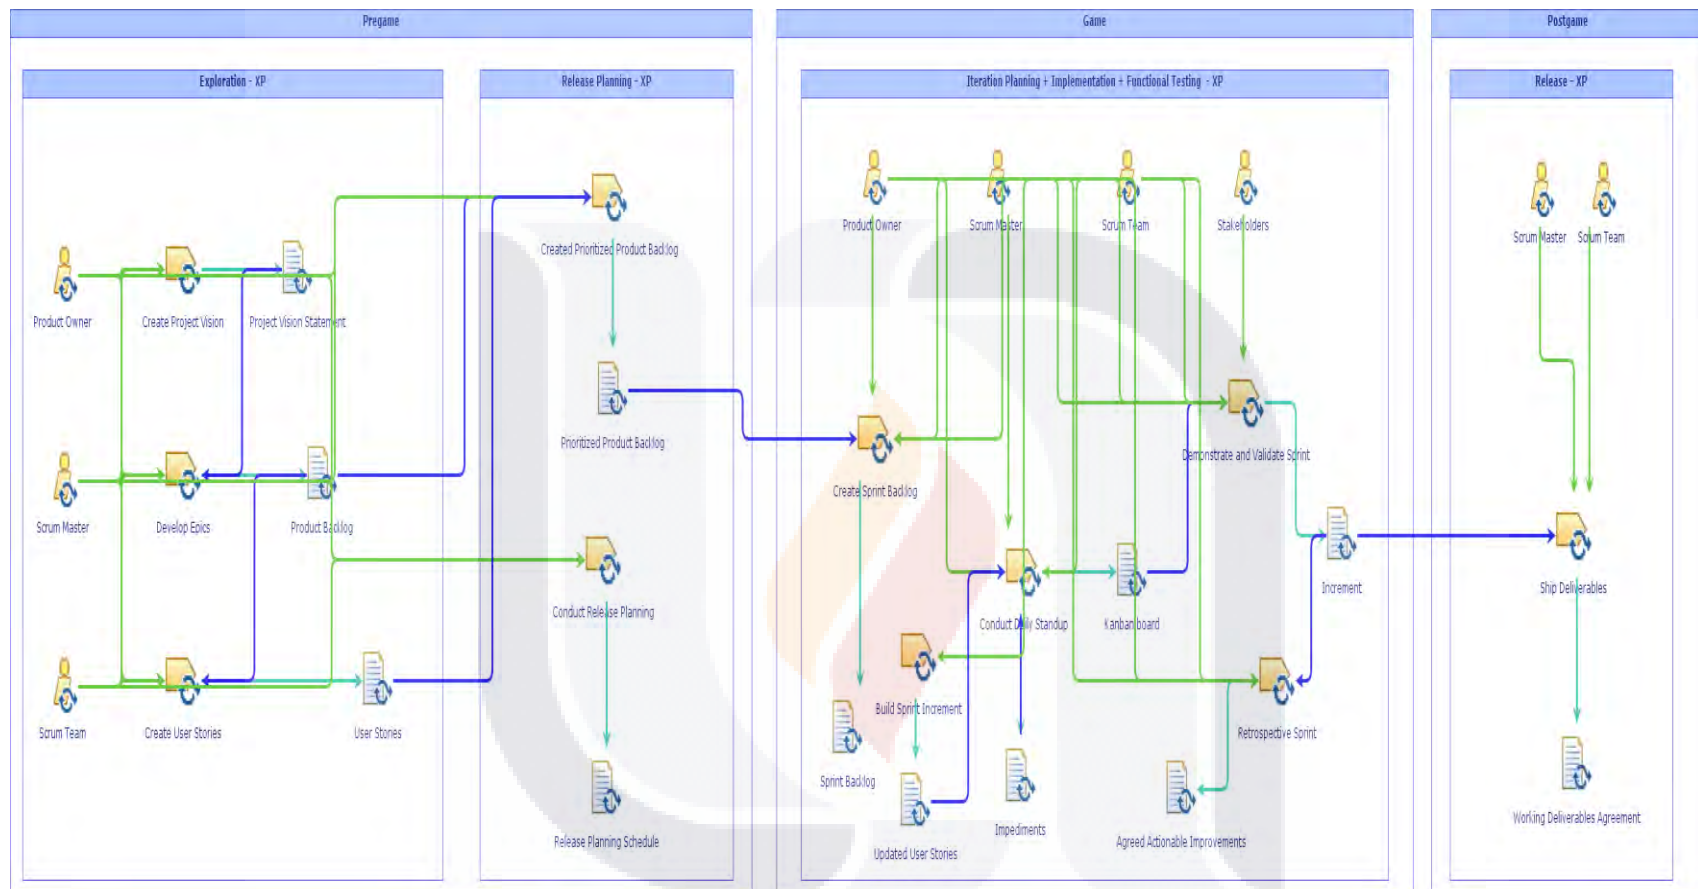 Pregame
Game
Postgame
Exploration - XP
Release Planning - XP
Iteration Planning + Implementation + Functional Testing - XP
Release - XP
Product Owner
Create Project Vision
Project Vision Statement
Scrum Master
Develop Epics
Product Backlog
Scrum Team
Create User Stories
User Stories
Created Prioritized Product Backlog
Prioritized Product Backlog
Conduct Release Planning
Release Planning Schedule
Product Owner
Scrum Master
Scrum Team
Stakeholders
Demonstrate and Validate Sprint
Create Sprint Backlog
Conduct Daily Standup
Kanban board
Increment
Build Sprint Increment
Retrospective Sprint
Sprint Backlog
Impediments
Updated User Stories
Agreed Actionable Improvements
Scrum Master
Scrum Team
Ship Deliverables
Working Deliverables Agreement